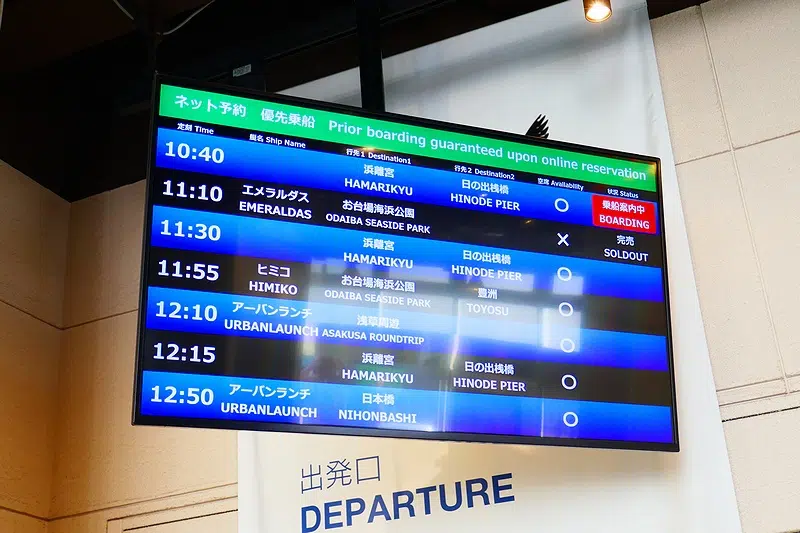 ネット予約 優先乗船 Prior boarding guaranteed upon online reservation
定刻 Time 船名 Ship Name 行先1 Destination1 行先2 Destination2 空席 Availability 状況 Status
10:40 浜離宮 HAMARIKYU 日の出桟橋 HINODE PIER ○ 乗船案内中 BOARDING
11:10 エメラルダス EMERALDAS お台場海浜公園 ODAIBA SEASIDE PARK × 完売 SOLDOUT
11:30 浜離宮 HAMARIKYU 日の出桟橋 HINODE PIER ○
11:55 ヒミコ HIMIKO お台場海浜公園 ODAIBA SEASIDE PARK 豊洲 TOYOSU ○
12:10 アーバンランチ URBANLAUNCH 浅草周遊 ASAKUSA ROUNDTRIP ○
12:15 浜離宮 HAMARIKYU 日の出桟橋 HINODE PIER ○
12:50 アーバンランチ URBANLAUNCH 日本橋 NIHONBASHI ○
出発口
DEPARTURE